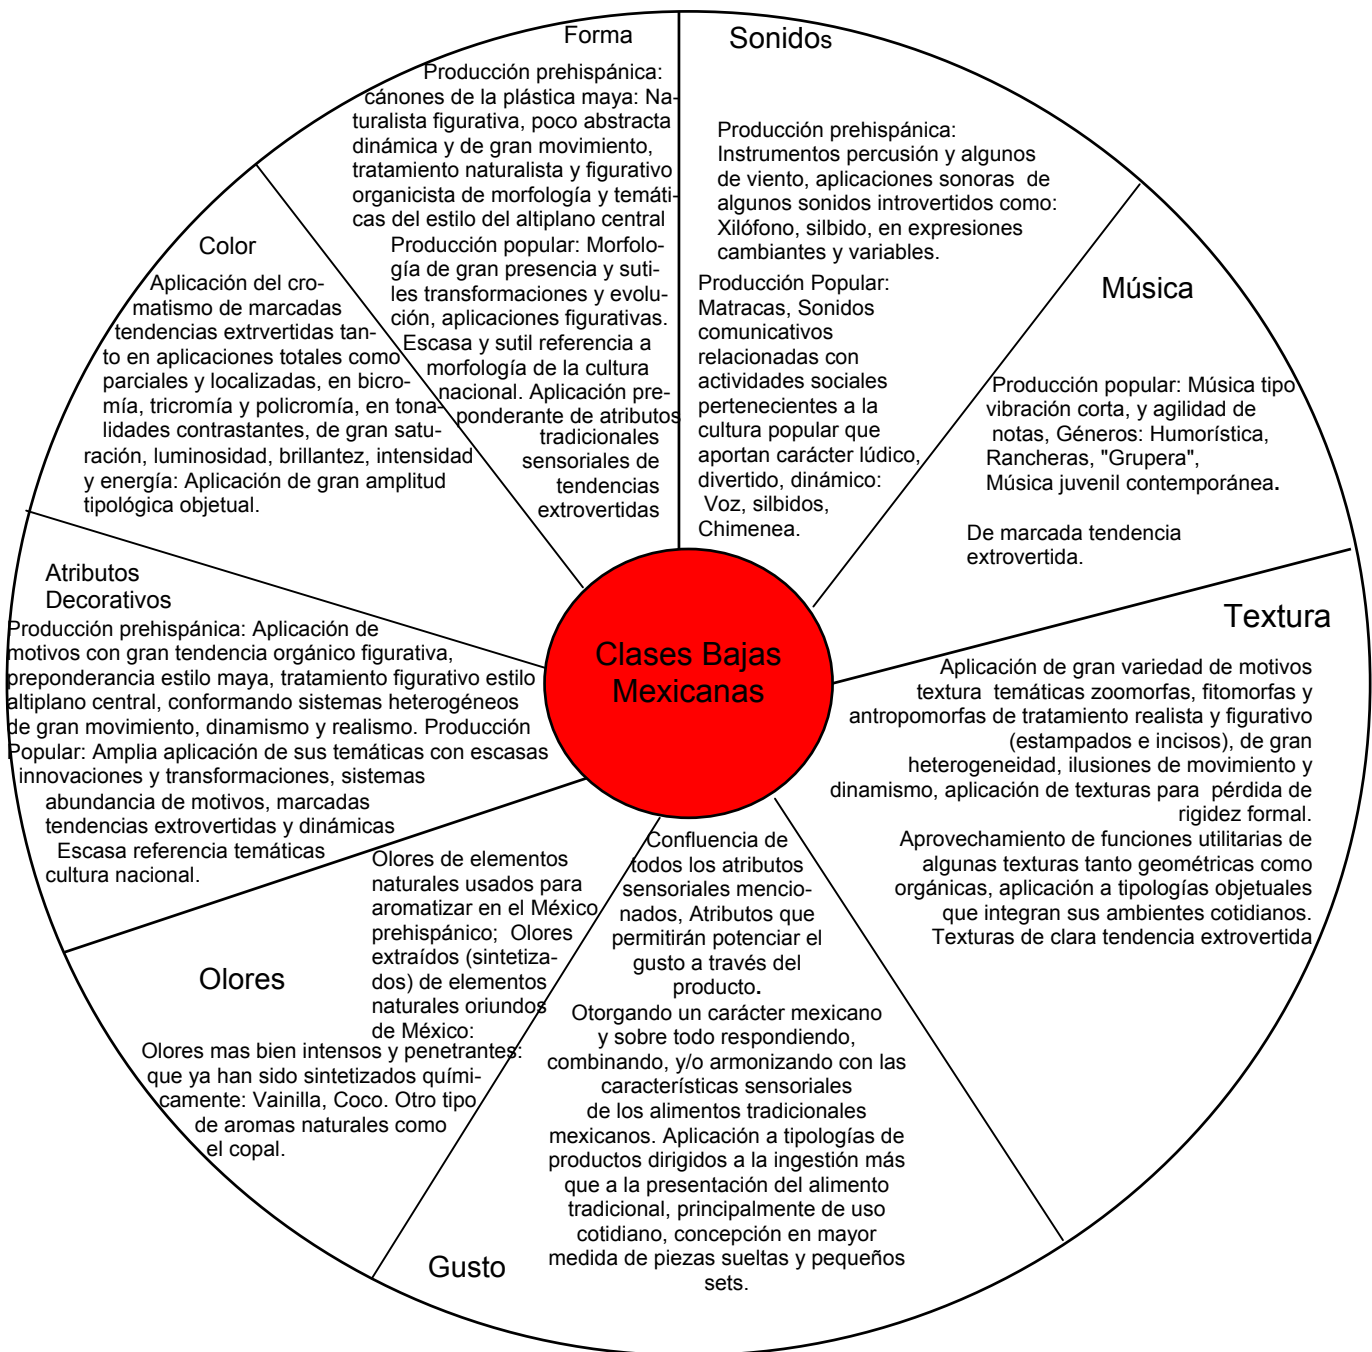 Forma
Producción prehispánica:
cánones de la plástica maya: Na-
turalista figurativa, poco abstracta
dinámica y de gran movimiento,
tratamiento naturalista y figurativo
organicista de morfología y temáti-
cas del estilo del altiplano central
Producción popular: Morfolo-
gía de gran presencia y suti-
les transformaciones y evolu-
ción, aplicaciones figurativas.
Escasa y sutil referencia a
morfología de la cultura
nacional. Aplicación pre-
ponderante de atributos
tradicionales
sensoriales de
tendencias
extrovertidas
Sonidos
Producción prehispánica:
Instrumentos percusión y algunos
de viento, aplicaciones sonoras de
algunos sonidos introvertidos como:
Xilófono, silbido, en expresiones
cambiantes y variables.
Producción Popular:
Matracas, Sonidos
comunicativos
relacionadas con
actividades sociales
pertenecientes a la
cultura popular que
aportan carácter lúdico,
divertido, dinámico:
Voz, silbidos,
Chimenea.
Música
Producción popular: Música tipo
vibración corta, y agilidad de
notas, Géneros: Humorística,
Rancheras, "Grupera",
Música juvenil contemporánea.
De marcada tendencia
extrovertida.
Textura
Aplicación de gran variedad de motivos
textura temáticas zoomorfas, fitomorfas y
antropomorfas de tratamiento realista y figurativo
(estampados e incisos), de gran
heterogeneidad, ilusiones de movimiento y
dinamismo, aplicación de texturas para pérdida de
rigidez formal.
Aprovechamiento de funciones utilitarias de
algunas texturas tanto geométricas como
orgánicas, aplicación a tipologías objetuales
que integran sus ambientes cotidianos.
Texturas de clara tendencia extrovertida
Confluencia de
todos los atributos
sensoriales mencio-
nados, Atributos que
permitirán potenciar el
gusto a través del
producto.
Otorgando un carácter mexicano
y sobre todo respondiendo,
combinando, y/o armonizando con las
características sensoriales
de los alimentos tradicionales
mexicanos. Aplicación a tipologías de
productos dirigidos a la ingestión más
que a la presentación del alimento
tradicional, principalmente de uso
cotidiano, concepción en mayor
medida de piezas sueltas y pequeños
sets.
Gusto
Olores de elementos
naturales usados para
aromatizar en el México
prehispánico; Olores
extraídos (sintetiza-
dos) de elementos
naturales oriundos
de México:
Olores
Olores mas bien intensos y penetrantes:
que ya han sido sintetizados quími-
camente: Vainilla, Coco. Otro tipo
de aromas naturales como
el copal.
Atributos
Decorativos
Producción prehispánica: Aplicación de
motivos con gran tendencia orgánico figurativa,
preponderancia estilo maya, tratamiento figurativo estilo
altiplano central, conformando sistemas heterogéneos
de gran movimiento, dinamismo y realismo. Producción
Popular: Amplia aplicación de sus temáticas con escasas
innovaciones y transformaciones, sistemas
abundancia de motivos, marcadas
tendencias extrovertidas y dinámicas
Escasa referencia temáticas
cultura nacional.
Color
Aplicación del cro-
matismo de marcadas
tendencias extrvertidas tan-
to en aplicaciones totales como
parciales y localizadas, en bicro-
mía, tricromía y policromía, en tona-
lidades contrastantes, de gran satu-
ración, luminosidad, brillantez, intensidad
y energía: Aplicación de gran amplitud
tipológica objetual.
Clases Bajas
Mexicanas